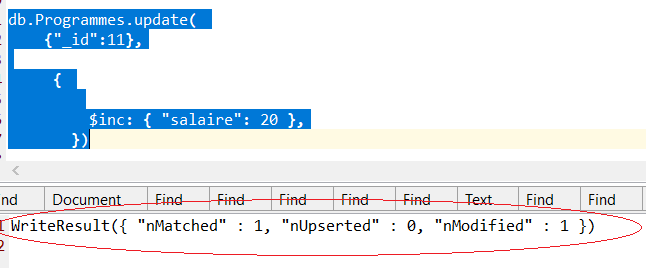 db.Programmes.update(
{"_id":11},
{
$inc: { "salaire": 20 },
})
nd Document Find Find Find Find Find Text Find Find
1 WriteResult({ "nMatched" : 1, "nUpserted" : 0, "nModified" : 1 })
2